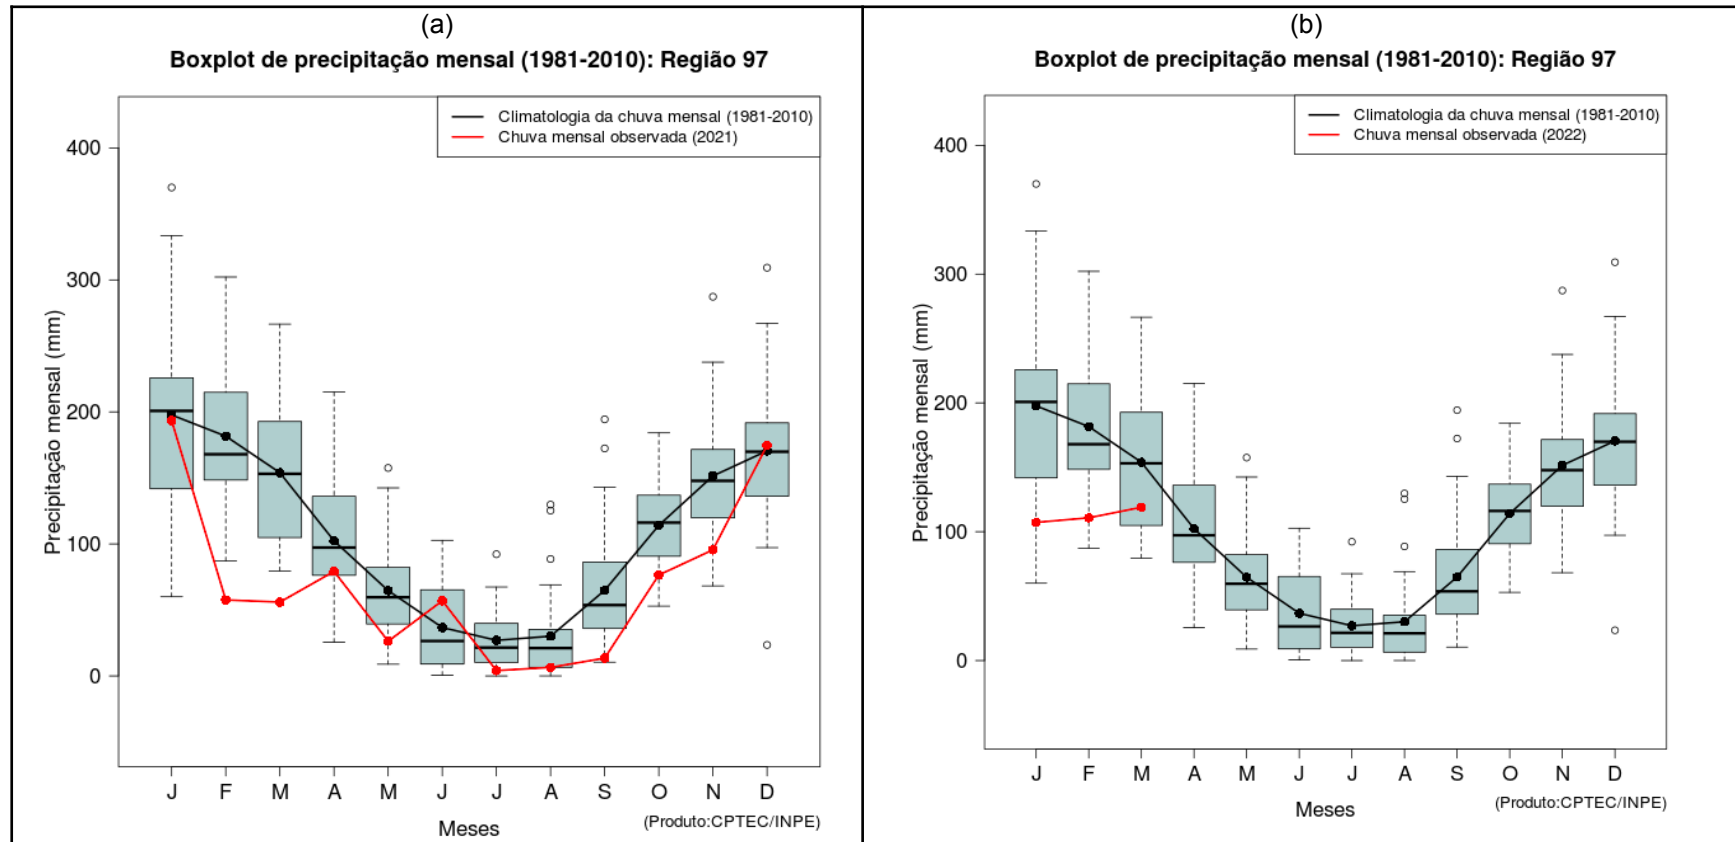 (a)
Boxplot de precipitação mensal (1981-2010): Região 97
Climatologia da chuva mensal (1981-2010)
Chuva mensal observada (2021)
Precipitação mensal (mm)
400
300
200
100
0
J F M A M J J A S O N D
Meses
(Produto:CPTEC/INPE)
(b)
Boxplot de precipitação mensal (1981-2010): Região 97
Climatologia da chuva mensal (1981-2010)
Chuva mensal observada (2022)
Precipitação mensal (mm)
400
300
200
100
0
J F M A M J J A S O N D
Meses
(Produto:CPTEC/INPE)